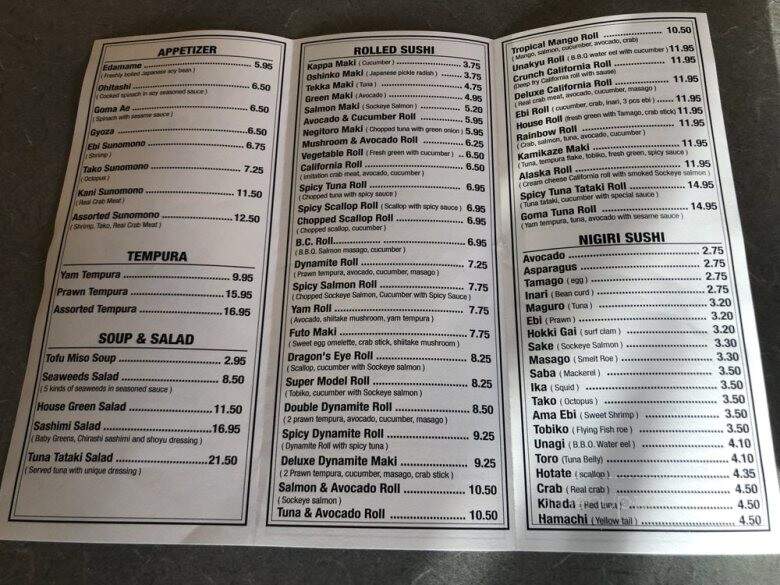 APPETIZER
Edamame 5.95
( Freshly boiled Japanese soy bean )
Ohitashi 6.50
( Cooked spinach in soy seasoned sauce )
Goma Ae 6.50
( Spinach with sesame sauce )
Gyoza 6.50
Ebi Sunomono 6.75
( Shrimp )
Tako Sunomono 7.25
( Octopus )
Kani Sunomono 11.50
( Real Crab Meat )
Assorted Sunomono 12.50
( Shrimp, Tako, Real Crab Meat )
TEMPURA
Yam Tempura 9.95
Prawn Tempura 15.95
Assorted Tempura 16.95
SOUP & SALAD
Tofu Miso Soup 2.95
Seaweeds Salad 8.50
( 5 kinds of seaweeds in seasoned sauce )
House Green Salad 11.50
Sashimi Salad 16.95
( Baby Greens, Chirashi sashimi and shoyu dressing )
Tuna Tataki Salad 21.50
( Served tuna with unique dressing )
ROLLED SUSHI
Kappa Maki ( Cucumber ) 3.75
Oshinko Maki ( Japanese pickle radish ) 3.75
Tekka Maki ( Tuna ) 4.75
Green Maki ( Avocado ) 4.95
Salmon Maki ( Sockeye Salmon ) 5.20
Avocado & Cucumber Roll 5.95
Negitoro Maki ( Chopped tuna with green onion ) 5.95
Mushroom & Avocado Roll 6.25
Vegetable Roll ( Fresh green with cucumber ) 6.50
California Roll 6.50
( imitation crab meat, avocado, cucumber )
Spicy Tuna Roll 6.95
( Chopped tuna with spicy sauce )
Spicy Scallop Roll ( Scallop with spicy sauce ) 6.95
Chopped Scallop Roll 6.95
( Chopped scallop, cucumber )
B.C. Roll 6.95
( B.B.Q. Salmon masago, cucumber )
Dynamite Roll 7.25
( Prawn tempura, avocado, cucumber, masago )
Spicy Salmon Roll 7.75
( Chopped Sockeye Salmon, Cucumber with Spicy Sauce )
Yam Roll 7.75
( Avocado, shiitake mushroom, yam tempura )
Futo Maki 7.75
( Sweet egg omelette, crab stick, shiitake mushroom )
Dragon's Eye Roll 8.25
( Scallop, cucumber with Sockeye salmon )
Super Model Roll 8.25
( Tobiko, cucumber with Sockeye salmon )
Double Dynamite Roll 8.50
( 2 prawn tempura, avocado, cucumber, masago )
Spicy Dynamite Roll 9.25
( Dynamite Roll with spicy tuna )
Deluxe Dynamite Maki 9.25
( 2 Prawn tempura, cucumber, masago, crab stick )
Salmon & Avocado Roll 10.50
( Sockeye salmon )
Tuna & Avocado Roll 10.50
Tropical Mango Roll 10.50
( Mango, salmon, cucumber, avocado, crab)
Unakyu Roll ( B.B.Q water eel with cucumber ) 11.95
Crunch California Roll 11.95
(Deep fry California roll with sause)
Deluxe California Roll 11.95
( Real crab meat, avocado, cucumber, masago )
Ebi Roll ( cucumber, crab, inari, 3 pcs ebi ) 11.95
House Roll (fresh green with Tamago, crab stick) 11.95
Rainbow Roll 11.95
( Crab, salmon, tuna, avocado, cucumber )
Kamikaze Maki 11.95
( Tuna, tempura flake, tobiko, fresh green, spicy sauce )
Alaska Roll 11.95
( Cream cheese California roll with smoked Sockeye salmon )
Spicy Tuna Tataki Roll 14.95
( Tuna tataki, cucumber with special sauce )
Goma Tuna Roll 14.95
( Yam tempura, tuna, avocado with sesame sauce )
NIGIRI SUSHI
Avocado 2.75
Asparagus 2.75
Tamago ( egg ) 2.75
Inari ( Bean curd ) 2.75
Maguro ( Tuna ) 3.20
Ebi ( Prawn ) 3.20
Hokki Gai ( surf clam ) 3.20
Sake ( Sockeye Salmon ) 3.30
Masago ( Smelt Roe ) 3.30
Saba ( Mackerel ) 3.50
Ika ( Squid ) 3.50
Tako ( Octopus ) 3.50
Ama Ebi ( Sweet Shrimp ) 3.50
Tobiko ( Flying Fish roe ) 3.50
Unagi ( B.B.Q. Water eel ) 4.10
Toro (Tuna Belly ) 4.10
Hotate ( scallop ) 4.35
Crab ( Real crab ) 4.50
Kihada ( Red tuna ) 4.50
Hamachi ( Yellow tail ) 4.50